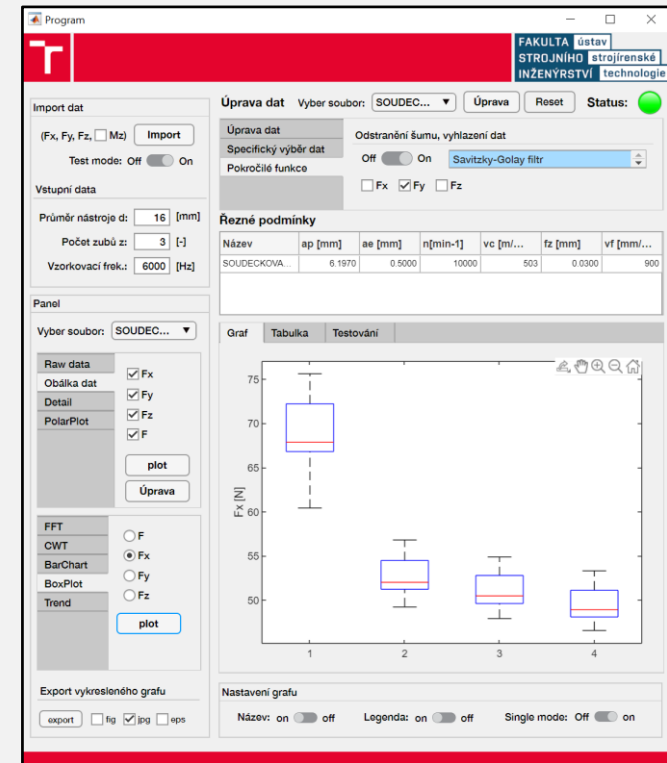 Program
FAKULTA ústav
STROJNÍHO strojírenské
INŽENÝRSTVÍ technologie
Import dat
(Fx, Fy, Fz, Mz) Import
Test mode: Off On
Vstupní data
Průměr nástroje d: 16 [mm]
Počet zubů z: 3 [-]
Vzorkovací frek.: 6000 [Hz]
Úprava dat Vyber soubor: SOUDEC... Úprava Reset Status:
Úprava dat
Specifický výběr dat
Pokročilé funkce
Odstranění šumu, vyhlazení dat
Off On Savitzky-Golay filtr
Fx Fy Fz
Řezné podmínky
Název ap [mm] ae [mm] n[min-1] vc [m/... fz [mm] vf [mm/...
SOUDECKOVA... 6.1970 0.5000 10000 503 0.0300 900
Panel
Vyber soubor: SOUDEC...
Raw data
Obálka dat
Detail
PolarPlot
Fx
Fy
Fz
F
plot
Úprava
FFT
CWT
BarChart
BoxPlot
Trend
F
Fx
Fy
Fz
plot
Export vykresleného grafu
export fig jpg eps
Graf Tabulka Testování
75
70
65
60
55
50
Fx [N]
1 2 3 4
Nastavení grafu
Název: on off Legenda: on off Single mode: Off on